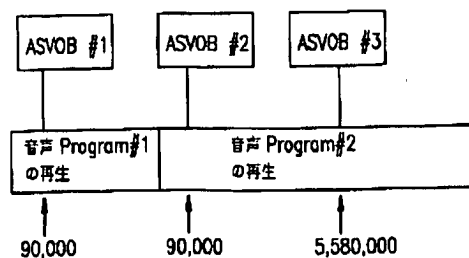 ASVOB #1
ASVOB #2
ASVOB #3
音声 Program#1
の再生
音声 Program#2
の再生
90,000
90,000
5,580,000